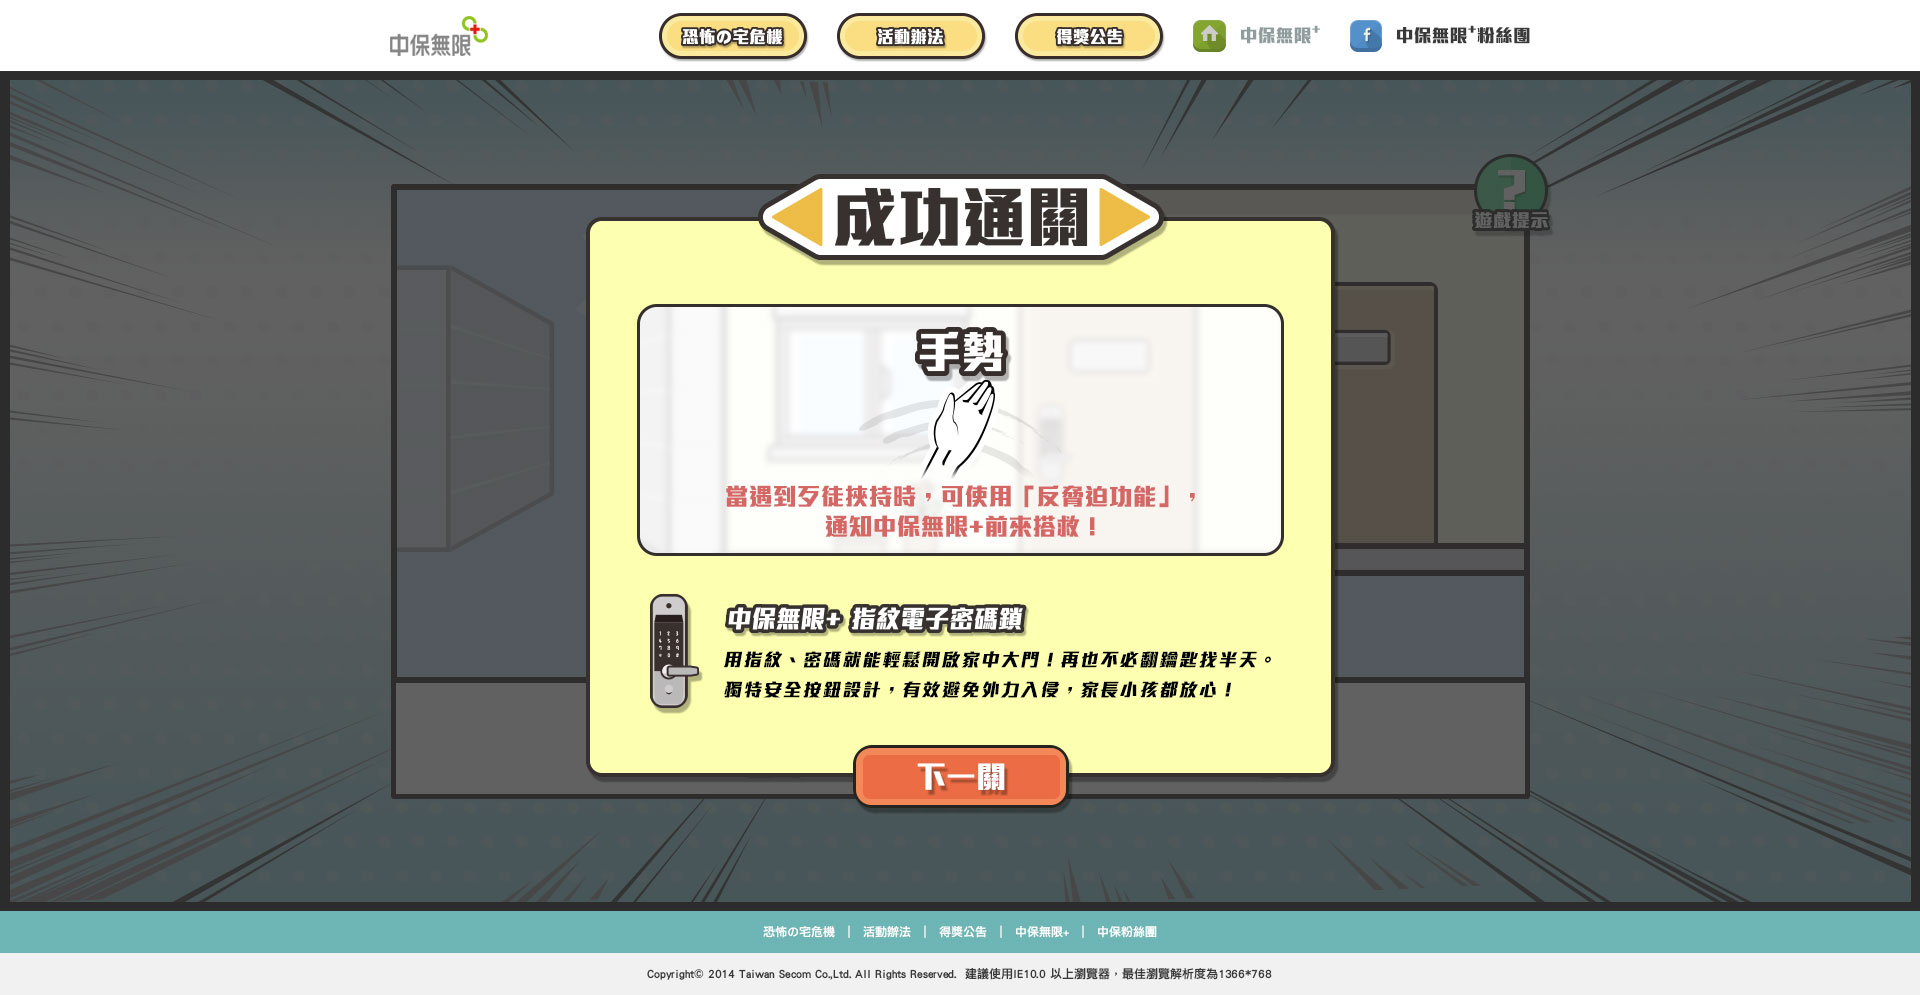 中保無限+
恐怖の宅危機
活動辦法
得獎公告
中保無限+
f
中保無限+粉絲團
?
遊戲提示
成功通關
手勢
當遇到歹徒挾持時，可使用「反脅迫功能」，
通知中保無限+前來搭救！
中保無限+ 指紋電子密碼鎖
用指紋、密碼就能輕鬆開啟家中大門！再也不必翻鑰匙找半天。
獨特安全按鈕設計，有效避免外力入侵，家長小孩都放心！
下一關
恐怖の宅危機 | 活動辦法 | 得獎公告 | 中保無限+ | 中保粉絲團
Copyright© 2014 Taiwan Secom Co.,Ltd. All Rights Reserved. 建議使用IE10.0 以上瀏覽器，最佳瀏覽解析度為1366*768